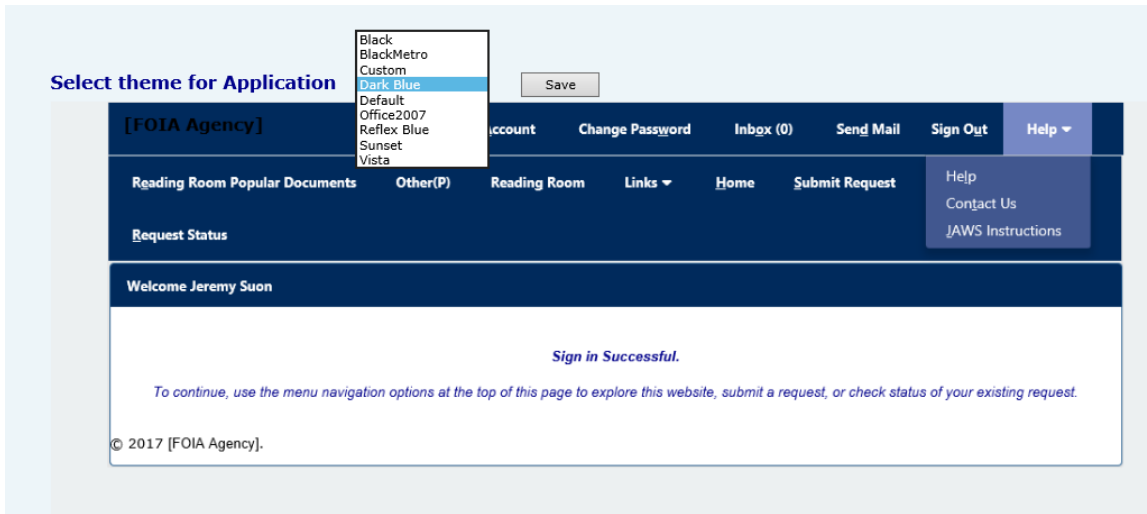 Black
BlackMetro
Custom
Select theme for Application Dark Blue Save
Default
Office2007
Reflex Blue
Sunset
Vista
[FOIA Agency] Account Change Password Inbox (0) Send Mail Sign Out Help
Reading Room Popular Documents Other(P) Reading Room Links Home Submit Request
Help
Contact Us
JAWS Instructions
Request Status
Welcome Jeremy Suon
Sign in Successful.
To continue, use the menu navigation options at the top of this page to explore this website, submit a request, or check status of your existing request.
© 2017 [FOIA Agency].